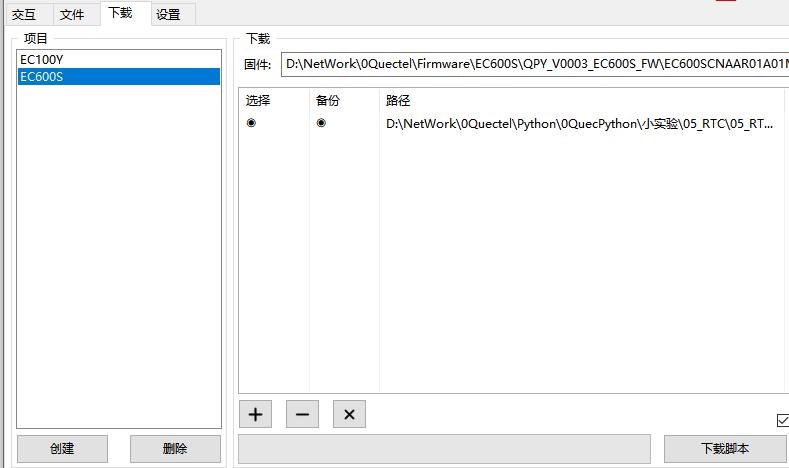 交互 文件 下载 设置
项目
EC100Y
EC600S
创建 删除
下载
固件: D:\NetWork\0Quectel\Firmware\EC600S\QPY_V0003_EC600S_FW\EC600SCNAAR01A01M
选择 备份 路径
D:\NetWork\0Quectel\Python\0QuecPython\小实验\05_RTC\05_RT...
下载脚本